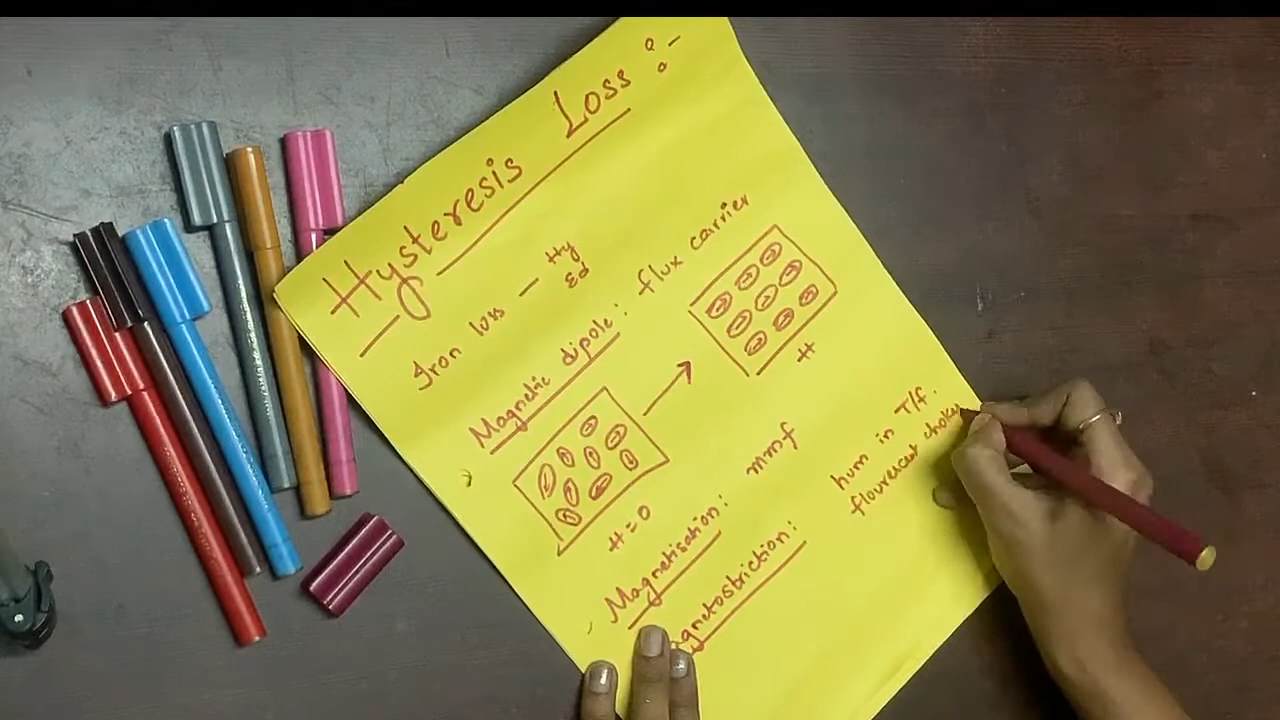 Hysteresis Loss :-
Iron loss - Hy
Ed
Magnetic dipole : flux carrier
H = 0
H
Magnetisation : mmf
agnetostriction :
hum in T/f.
flourescent choke